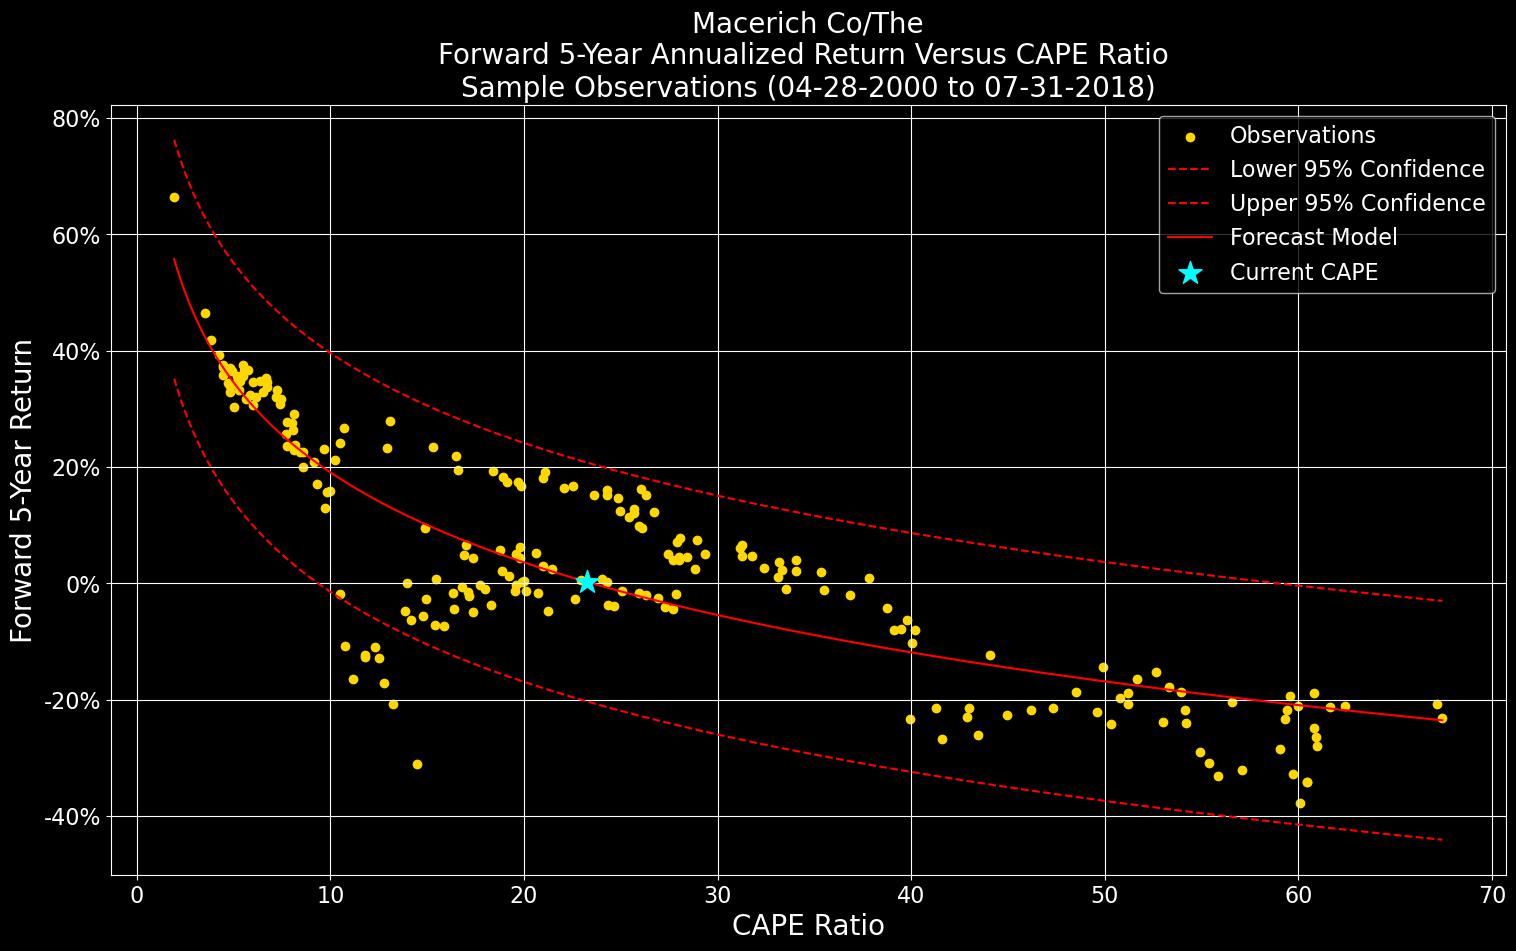 Macerich Co/The
Forward 5-Year Annualized Return Versus CAPE Ratio
Sample Observations (04-28-2000 to 07-31-2018)
80%
60%
40%
20%
0%
-20%
-40%
Forward 5-Year Return
Observations
Lower 95% Confidence
Upper 95% Confidence
Forecast Model
Current CAPE
0 10 20 30 40 50 60 70
CAPE Ratio